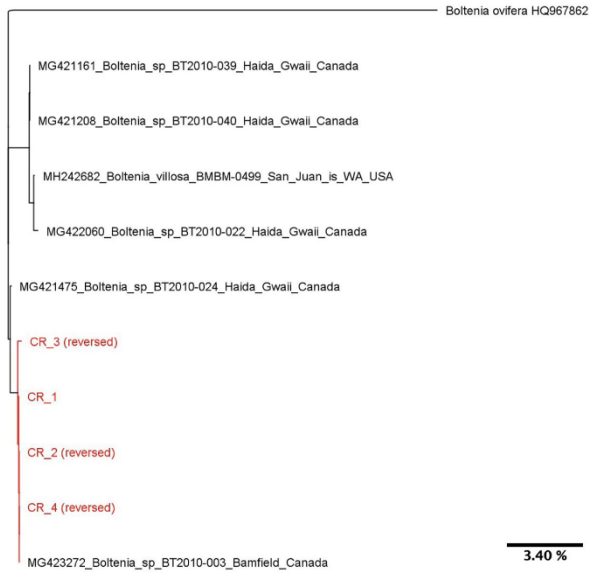 Boltenia ovifera HQ967862
MG421161_Boltenia_sp_BT2010-039_Haida_Gwaii_Canada
MG421208_Boltenia_sp_BT2010-040_Haida_Gwaii_Canada
MH242682_Boltenia_villosa_BMBM-0499_San_Juan_is_WA_USA
MG422060_Boltenia_sp_BT2010-022_Haida_Gwaii_Canada
MG421475_Boltenia_sp_BT2010-024_Haida_Gwaii_Canada
CR_3 (reversed)
CR_1
CR_2 (reversed)
CR_4 (reversed)
MG423272_Boltenia_sp_BT2010-003_Bamfield_Canada
3.40 %